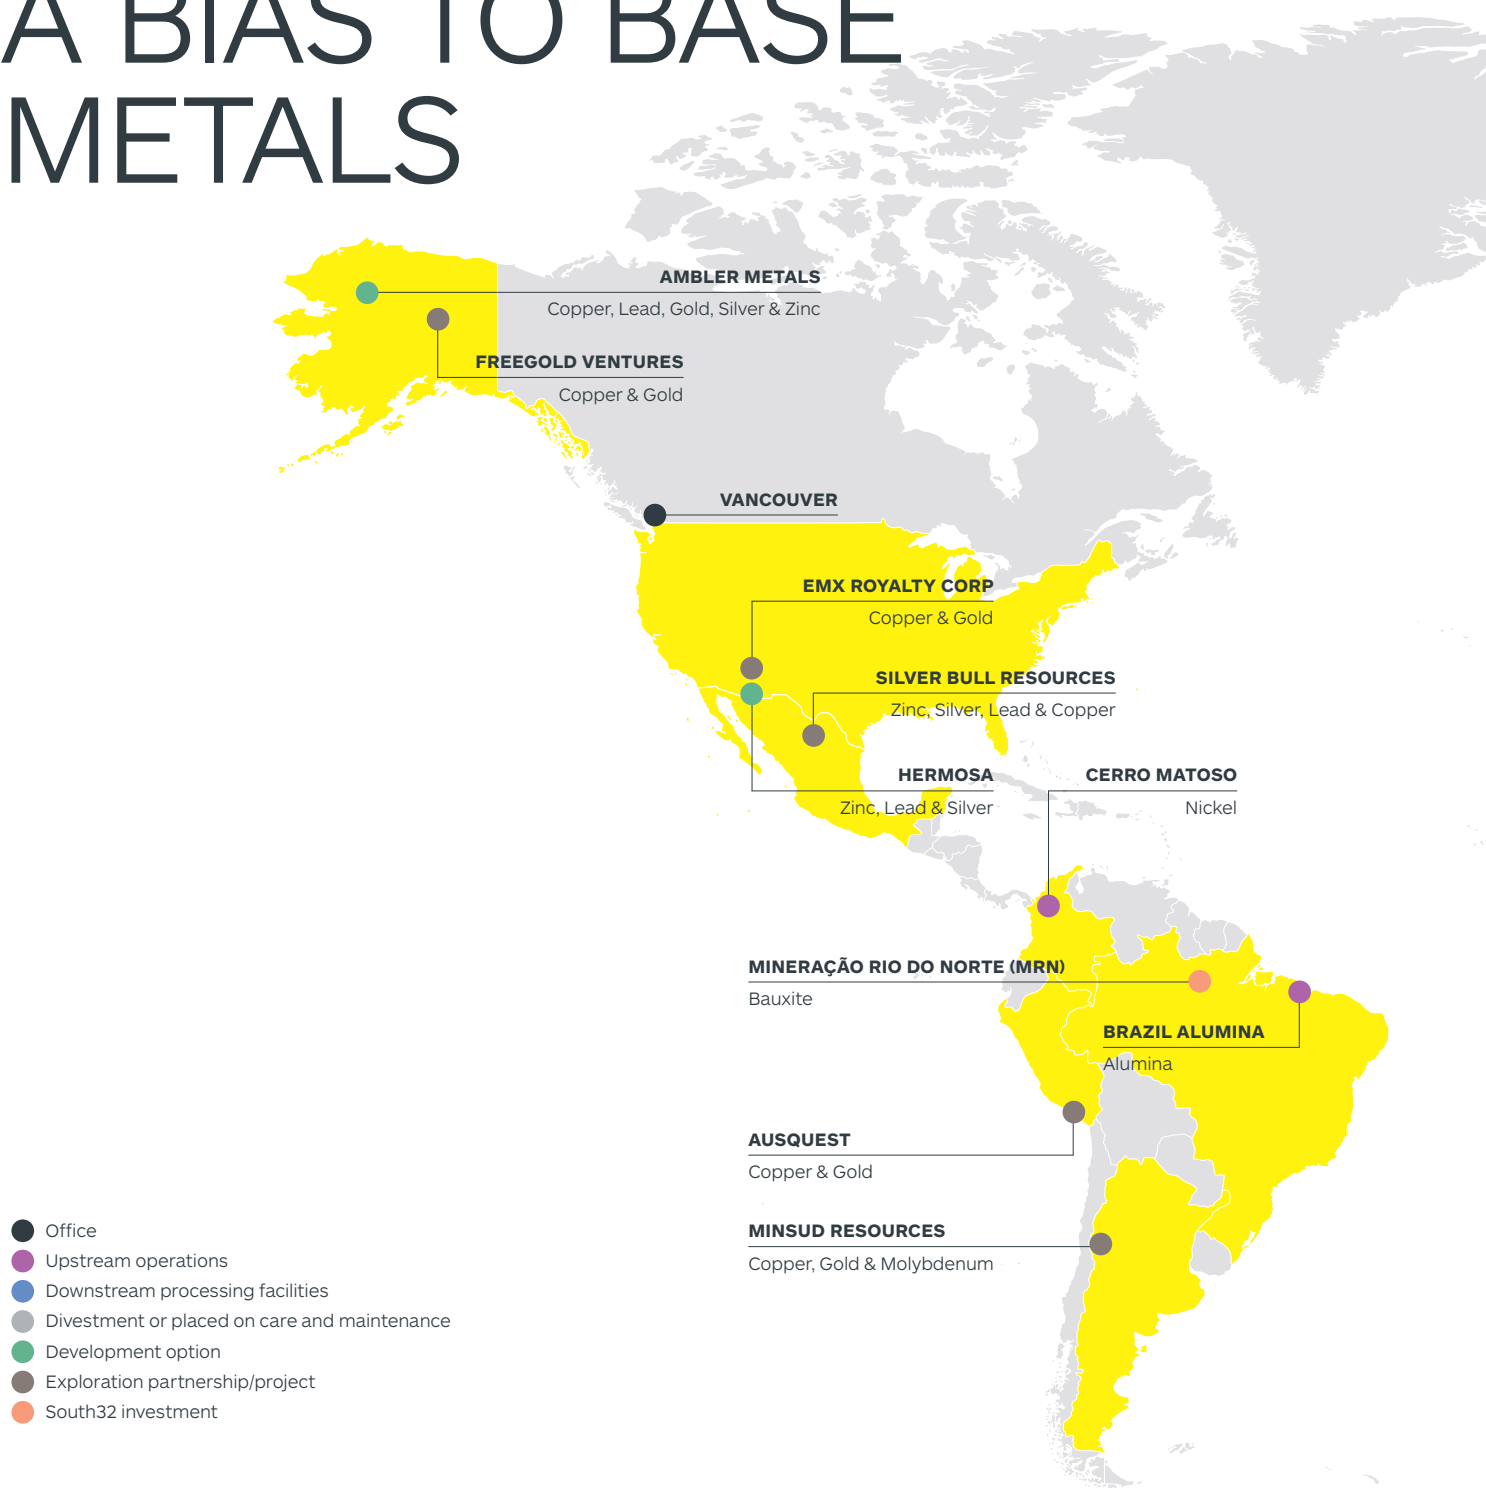 A BIAS TO BASE
METALS
AMBLER METALS
Copper, Lead, Gold, Silver & Zinc
FREEGOLD VENTURES
Copper & Gold
VANCOUVER
EMX ROYALTY CORP
Copper & Gold
SILVER BULL RESOURCES
Zinc, Silver, Lead & Copper
HERMOSA
Zinc, Lead & Silver
CERRO MATOSO
Nickel
MINERAÇÃO RIO DO NORTE (MRN)
Bauxite
BRAZIL ALUMINA
Alumina
AUSQUEST
Copper & Gold
MINSUD RESOURCES
Copper, Gold & Molybdenum
Office
Upstream operations
Downstream processing facilities
Divestment or placed on care and maintenance
Development option
Exploration partnership/project
South32 investment